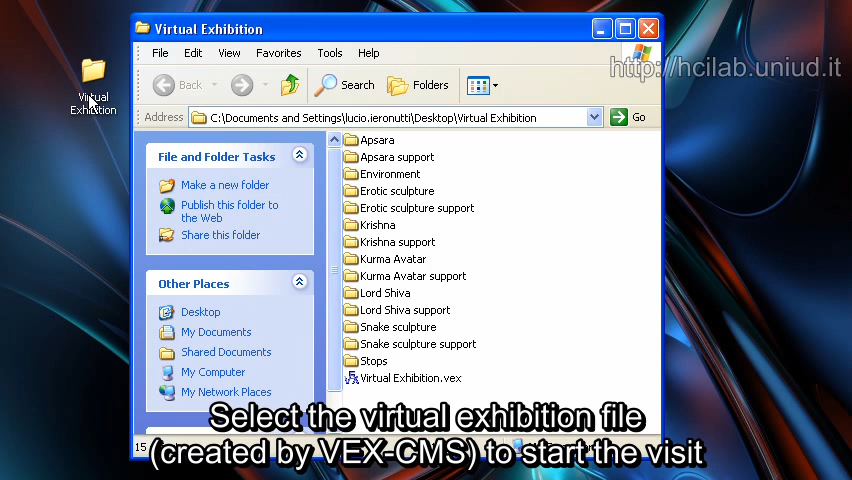 Virtual Exhibition
File Edit View Favorites Tools Help
http://hcilab.uniud.it
Back Search Folders
Virtual
Exhibition
Address C:\Documents and Settings\lucio.ieronutti\Desktop\Virtual Exhibition Go
File and Folder Tasks
Make a new folder
Publish this folder to
the Web
Share this folder
Other Places
Desktop
My Documents
Shared Documents
My Computer
My Network Places
Apsara
Apsara support
Environment
Erotic sculpture
Erotic sculpture support
Krishna
Krishna support
Kurma Avatar
Kurma Avatar support
Lord Shiva
Lord Shiva support
Snake sculpture
Snake sculpture support
Stops
Virtual Exhibition.vex
Select the virtual exhibition file
(created by VEX-CMS) to start the visit
15